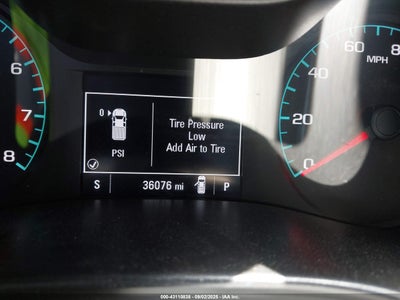 6
7
8
0
PSI
Tire Pressure
Low
Add Air to Tire
S
36076 mi
P
60
8
MPH
40
20
0
000-43110838 - 09/02/2025 - IAA Inc.